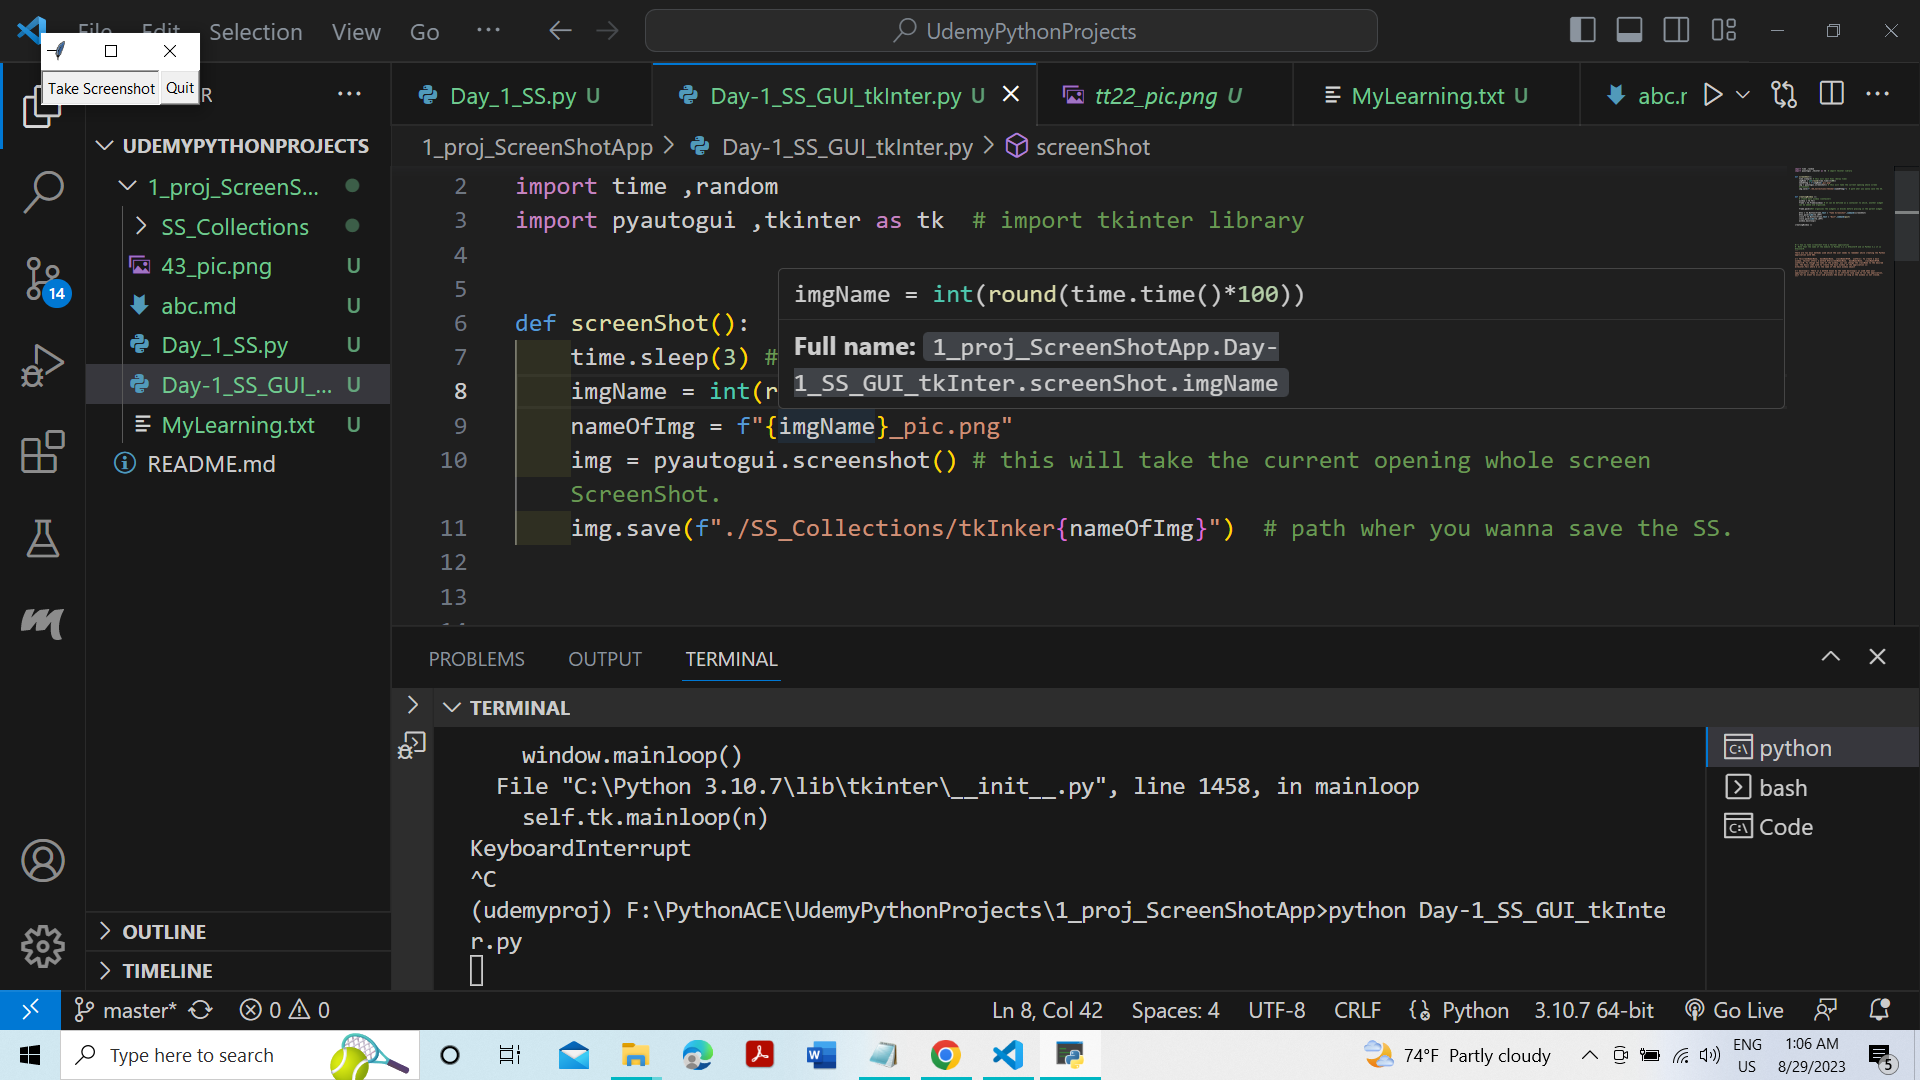 File Edit Selection View Go ··· UdemyPythonProjects
Take Screenshot Quit
R ···
Day_1_SS.py U Day-1_SS_GUI_tkInter.py U tt22_pic.png U MyLearning.txt U abc.r ···
1_proj_ScreenShotApp > Day-1_SS_GUI_tkInter.py > screenShot
UDEMYPYTHONPROJECTS
1_proj_ScreenS...
SS_Collections
43_pic.png U
abc.md U
Day_1_SS.py U
Day-1_SS_GUI_... U
MyLearning.txt U
README.md
14
OUTLINE
TIMELINE
2 import time ,random
3 import pyautogui ,tkinter as tk # import tkinter library
4
5
6 def screenShot():
7 time.sleep(3) #
8 imgName = int(r
9 nameOfImg = f"{imgName}_pic.png"
10 img = pyautogui.screenshot() # this will take the current opening whole screen
ScreenShot.
11 img.save(f"./SS_Collections/tkInker{nameOfImg}") # path wher you wanna save the SS.
12
13
imgName = int(round(time.time()*100))
Full name: 1_proj_ScreenShotApp.Day-
1_SS_GUI_tkInter.screenShot.imgName
PROBLEMS OUTPUT TERMINAL
TERMINAL
window.mainloop()
File "C:\Python 3.10.7\lib\tkinter\__init__.py", line 1458, in mainloop
self.tk.mainloop(n)
KeyboardInterrupt
^C
(udemyproj) F:\PythonACE\UdemyPythonProjects\1_proj_ScreenShotApp>python Day-1_SS_GUI_tkInte
r.py
python
bash
Code
master* 0 0 Ln 8, Col 42 Spaces: 4 UTF-8 CRLF Python 3.10.7 64-bit Go Live
Type here to search 74°F Partly cloudy ENG US 1:06 AM 8/29/2023 5